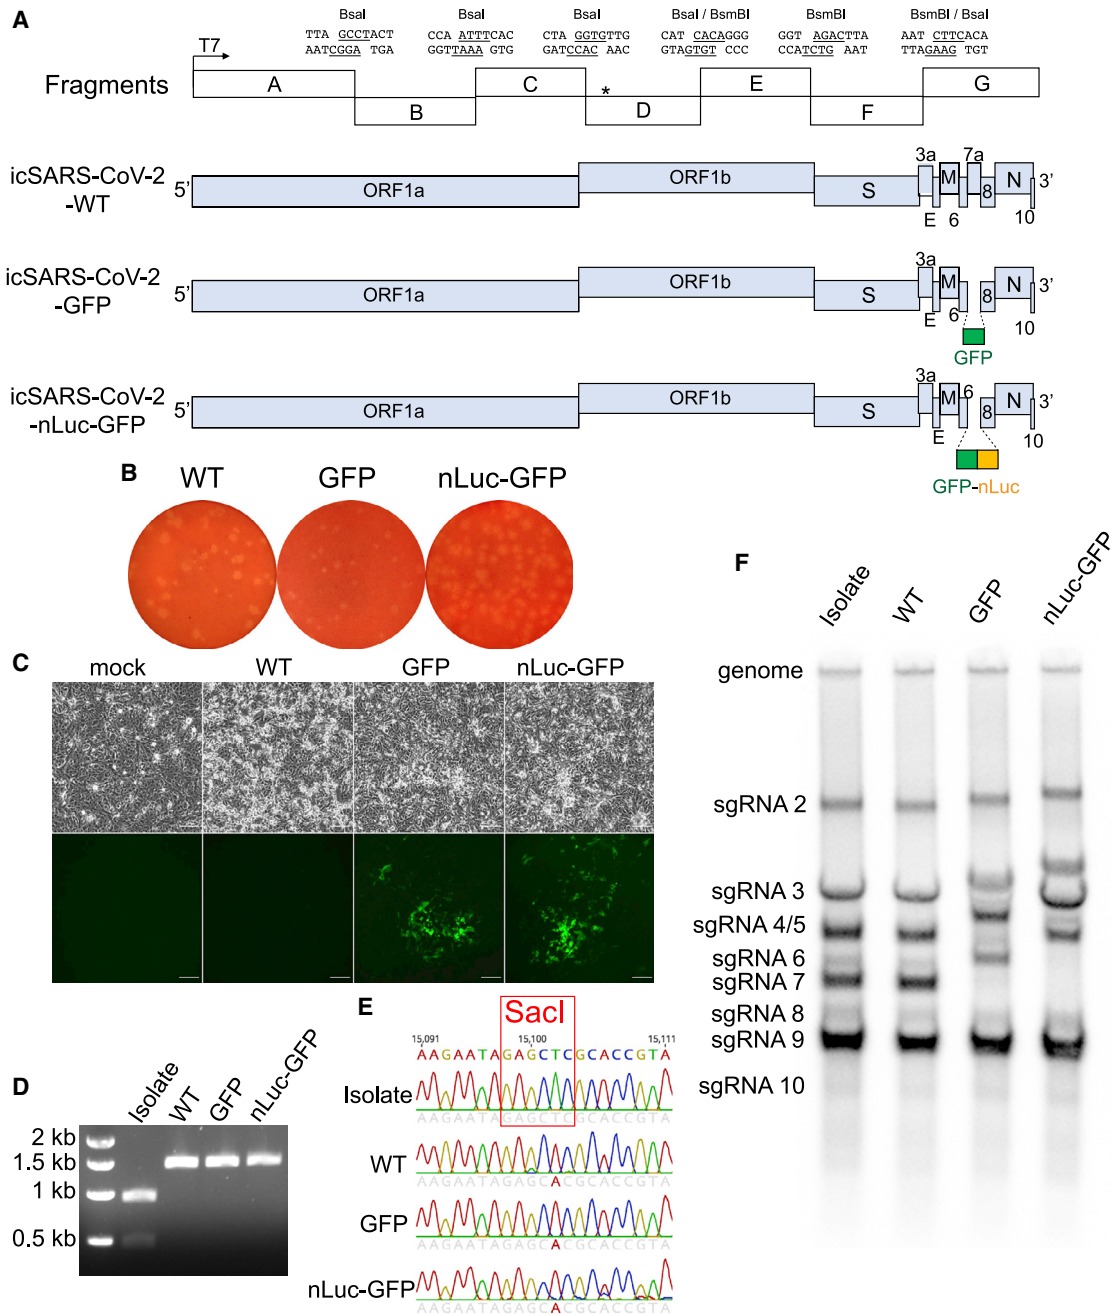 A
BsaI BsaI BsaI BsaI / BsmBI BsmBI BsmBI / BsaI
TTA GCCTACT CCA ATTTCAC CTA GGTGTTG CAT CACAGGG GGT AGACTTA AAT CTTCACA
AATCGGA TGA GGTTAAA GTG GATCCAC AAC GTAGTGT CCC CCATCTG AAT TTAGAAG TGT
T7
Fragments A B C * D E F G
icSARS-CoV-2
-WT
5' ORF1a ORF1b S 3a E M 6 7a 8 N 10 3'
icSARS-CoV-2
-GFP
5' ORF1a ORF1b S 3a E M 6 8 N 10 3'
GFP
icSARS-CoV-2
-nLuc-GFP
5' ORF1a ORF1b S 3a E M 6 8 N 10 3'
GFP-nLuc
B
WT GFP nLuc-GFP
C
mock WT GFP nLuc-GFP
D
Isolate WT GFP nLuc-GFP
2 kb
1.5 kb
1 kb
0.5 kb
E
SacI
15,091 15,100 15,111
AAGAATAGAGCTCGCACCGTA
Isolate
AAGAATAGAGCTCGCACCGTA
WT
AAGAATAGAGCACGCACCGTA
GFP
AAGAATAGAGCACGCACCGTA
nLuc-GFP
AAGAATAGAGCACGCACCGTA
F
Isolate WT GFP nLuc-GFP
genome
sgRNA 2
sgRNA 3
sgRNA 4/5
sgRNA 6
sgRNA 7
sgRNA 8
sgRNA 9
sgRNA 10